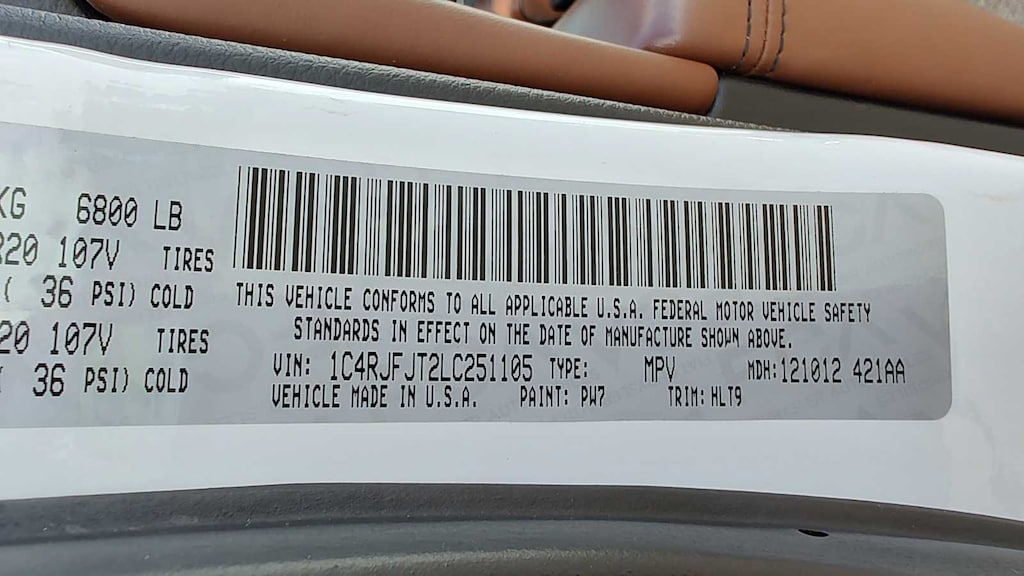 KG 6800 LB
R20 107V TIRES
( 36 PSI) COLD
20 107V TIRES
( 36 PSI) COLD
THIS VEHICLE CONFORMS TO ALL APPLICABLE U.S.A. FEDERAL MOTOR VEHICLE SAFETY
STANDARDS IN EFFECT ON THE DATE OF MANUFACTURE SHOWN ABOVE.
VIN: 1C4RJFJT2LC251105 TYPE: MPV MDH:121012 421AA
VEHICLE MADE IN U.S.A. PAINT: PW7 TRIM: HLT9